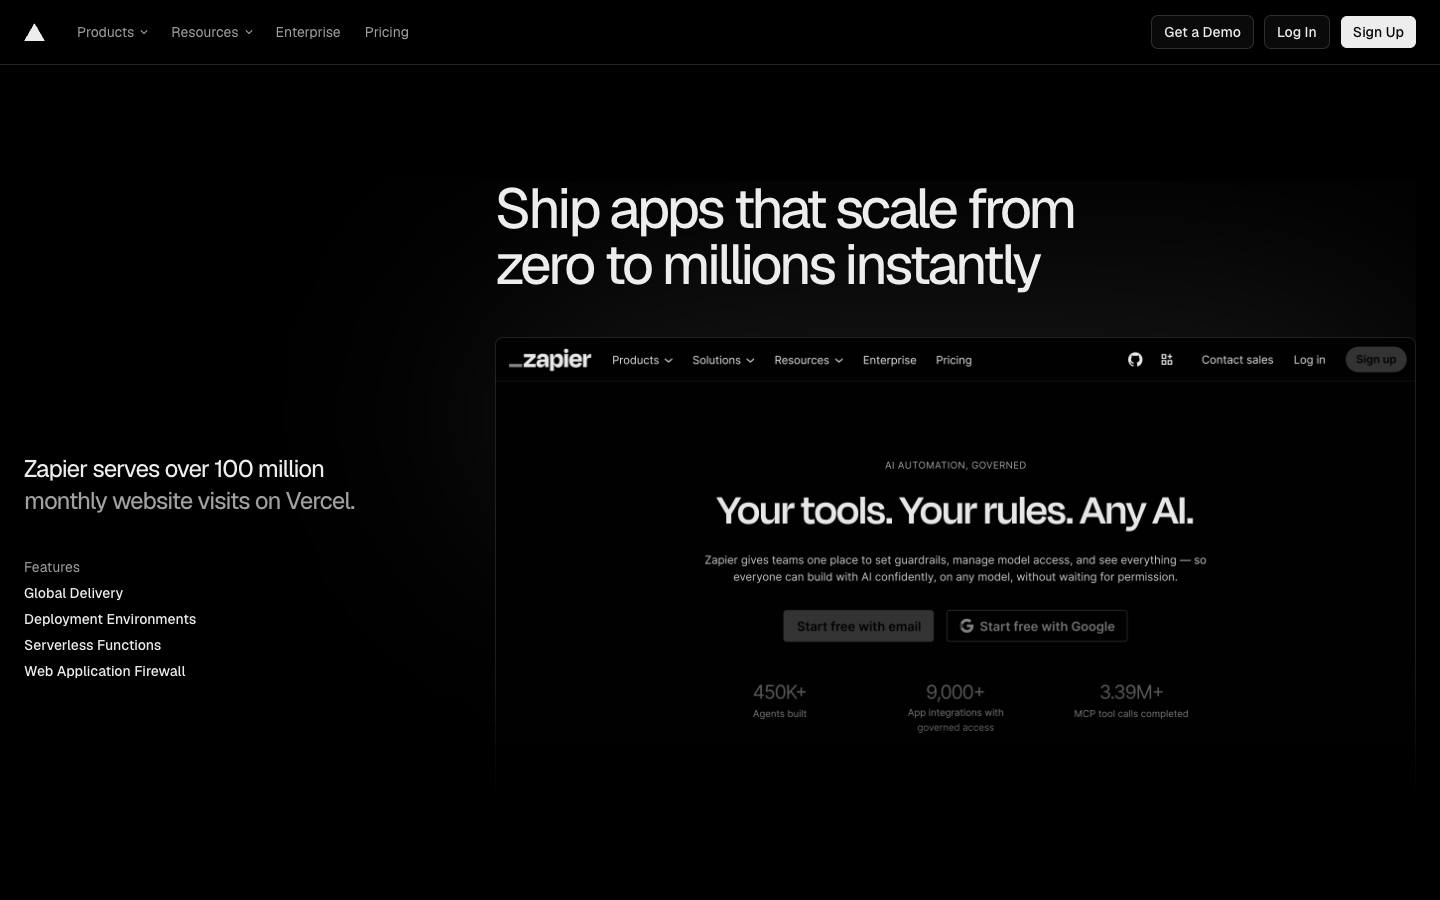 Products
Resources
Enterprise
Pricing
Get a Demo
Log In
Sign Up
Ship apps that scale from
zero to millions instantly
Zapier serves over 100 million
monthly website visits on Vercel.
Features
Global Delivery
Deployment Environments
Serverless Functions
Web Application Firewall
_zapier
Products
Solutions
Resources
Enterprise
Pricing
Contact sales
Log in
Sign up
AI AUTOMATION, GOVERNED
Your tools. Your rules. Any AI.
Zapier gives teams one place to set guardrails, manage model access, and see everything — so
everyone can build with AI confidently, on any model, without waiting for permission.
Start free with email
Start free with Google
450K+
Agents built
9,000+
App integrations with
governed access
3.39M+
MCP tool calls completed